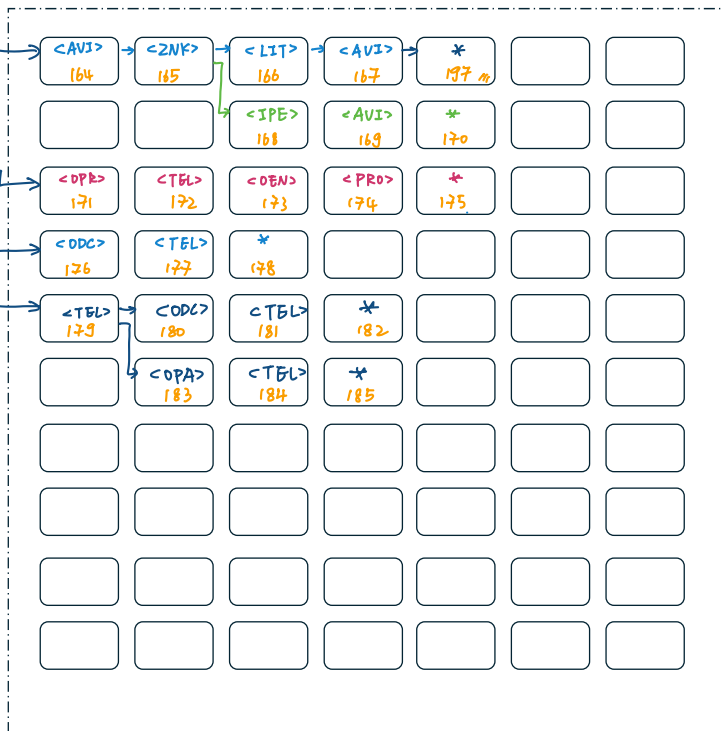 <AVI> <ZNK> <LIT> <AVI> *
164 165 166 167 197
<IPE> <AVI> *
168 169 170
<OPR> <TEL> <OEN> <PRO> *
171 172 173 174 175
<ODC> <TEL> *
176 177 178
<TEL> <ODC> <TEL> *
179 180 181 182
<OPA> <TEL> *
183 184 185